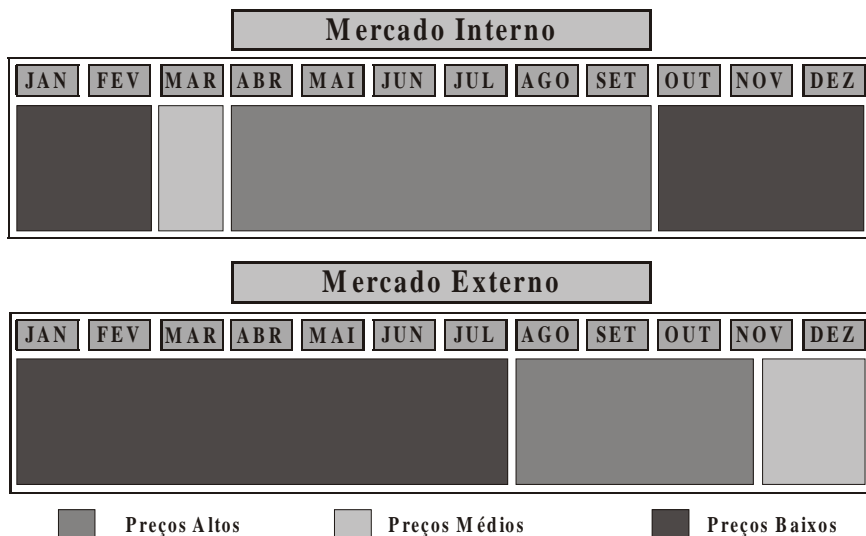 Mercado Interno
JAN FEV MAR ABR MAI JUN JUL AGO SET OUT NOV DEZ
Mercado Externo
JAN FEV MAR ABR MAI JUN JUL AGO SET OUT NOV DEZ
Preços Altos Preços Médios Preços Baixos